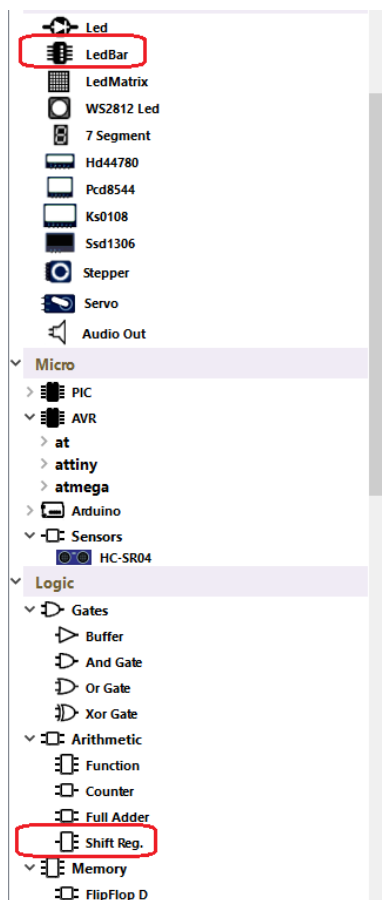 Led
LedBar
LedMatrix
WS2812 Led
7 Segment
Hd44780
Pcd8544
Ks0108
Ssd1306
Stepper
Servo
Audio Out
Micro
PIC
AVR
at
attiny
atmega
Arduino
Sensors
HC-SR04
Logic
Gates
Buffer
And Gate
Or Gate
Xor Gate
Arithmetic
Function
Counter
Full Adder
Shift Reg.
Memory
FlipFlop D